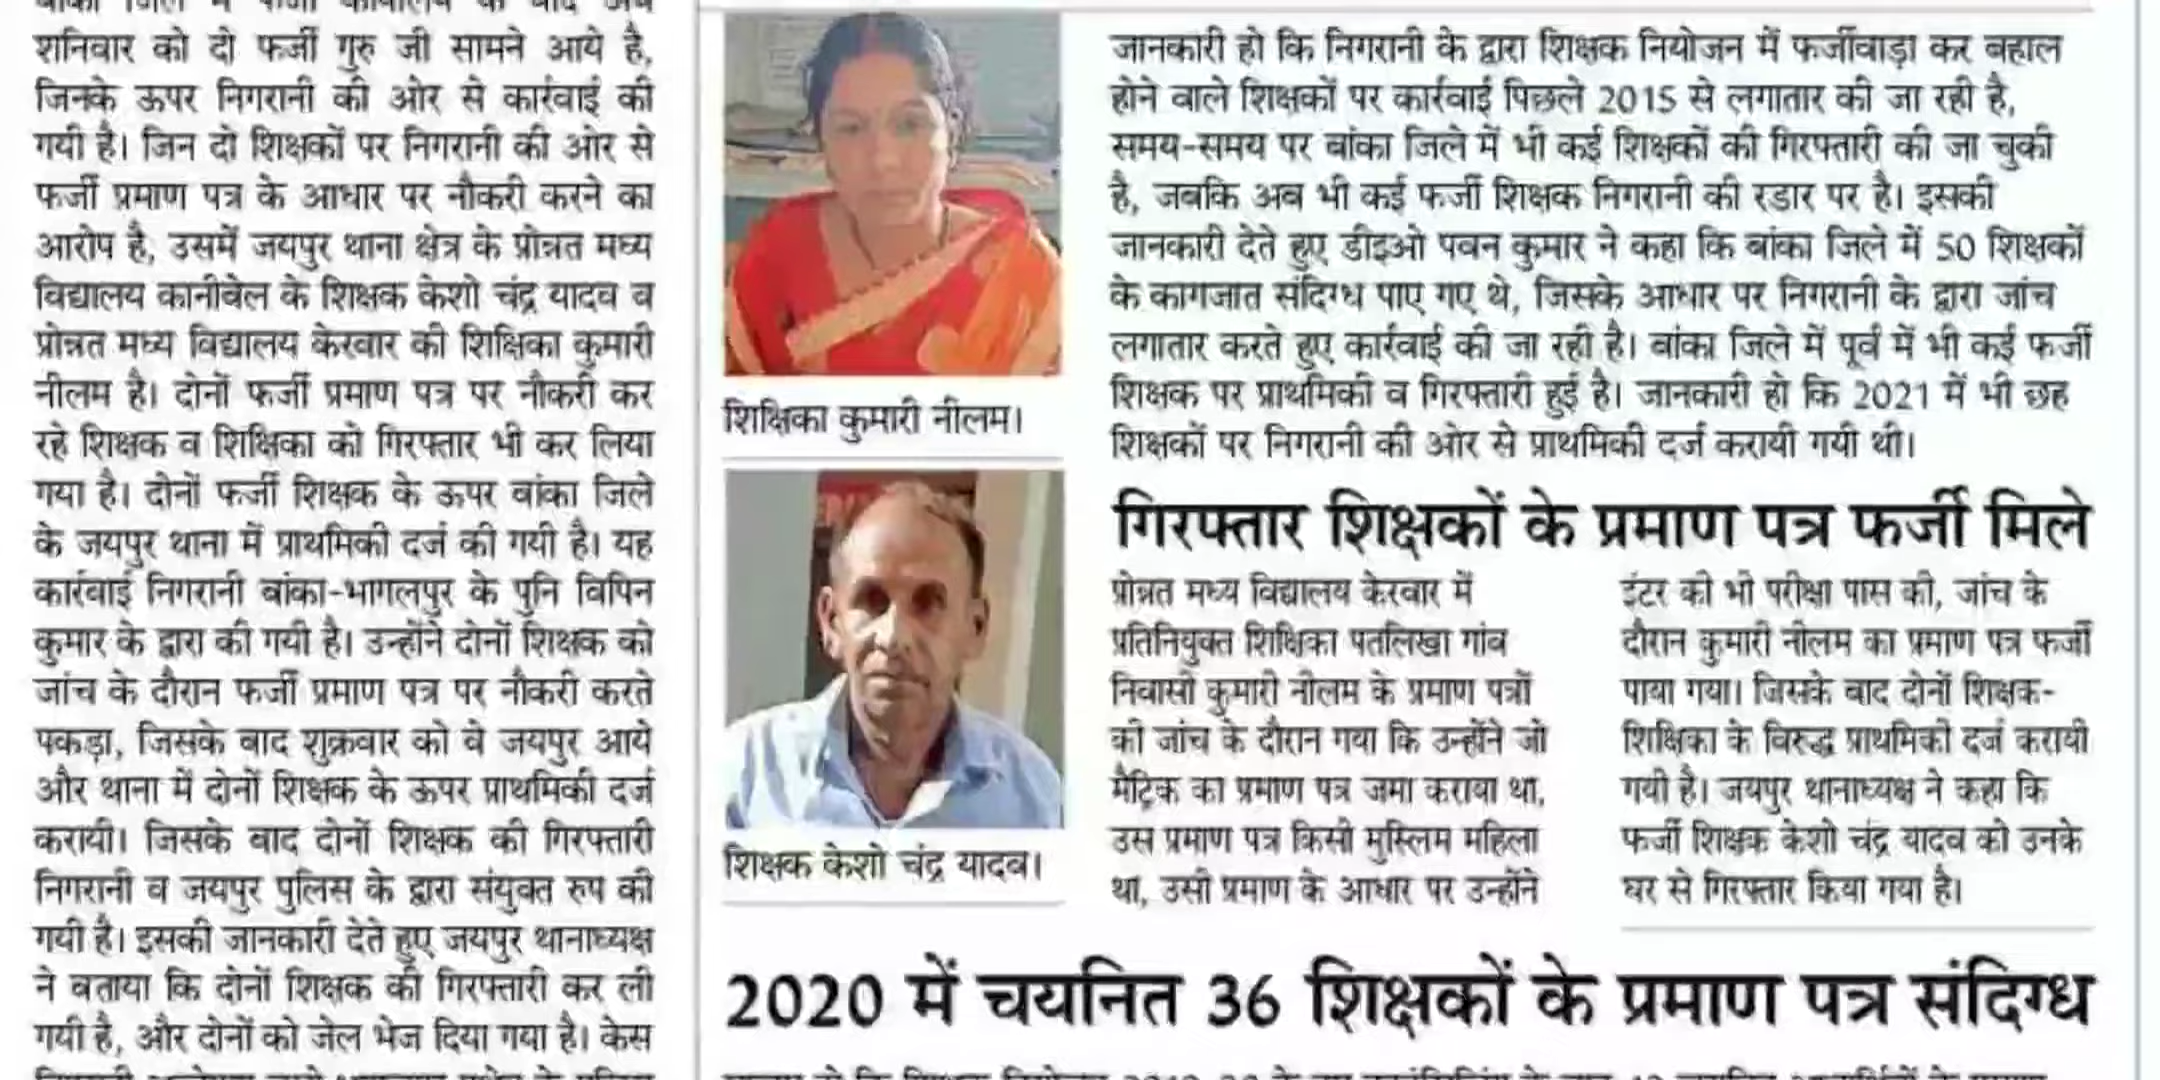 शनिवार को दो फर्जी गुरु जी सामने आये है,
जिनके ऊपर निगरानी की ओर से कार्रवाई की
गयी है। जिन दो शिक्षकों पर निगरानी की ओर से
फर्जी प्रमाण पत्र के आधार पर नौकरी करने का
आरोप है, उसमें जयपुर थाना क्षेत्र के प्रोन्नत मध्य
विद्यालय कानीबेल के शिक्षक केशो चंद्र यादव व
प्रोन्नत मध्य विद्यालय केरवार की शिक्षिका कुमारी
नीलम है। दोनों फर्जी प्रमाण पत्र पर नौकरी कर
रहे शिक्षक व शिक्षिका को गिरफ्तार भी कर लिया
गया है। दोनों फर्जी शिक्षक के ऊपर बांका जिले
के जयपुर थाना में प्राथमिकी दर्ज की गयी है। यह
कार्रवाई निगरानी बांका-भागलपुर के पुनि विपिन
कुमार के द्वारा की गयी है। उन्होंने दोनों शिक्षक को
जांच के दौरान फर्जी प्रमाण पत्र पर नौकरी करते
पकड़ा, जिसके बाद शुक्रवार को वे जयपुर आये
और थाना में दोनों शिक्षक के ऊपर प्राथमिकी दर्ज
करायी। जिसके बाद दोनों शिक्षक की गिरफ्तारी
निगरानी व जयपुर पुलिस के द्वारा संयुक्त रुप की
गयी है। इसकी जानकारी देते हुए जयपुर थानाध्यक्ष
ने बताया कि दोनों शिक्षक की गिरफ्तारी कर ली
गयी है, और दोनों को जेल भेज दिया गया है। केस
शिक्षिका कुमारी नीलम।
शिक्षक केशो चंद्र यादव।
जानकारी हो कि निगरानी के द्वारा शिक्षक नियोजन में फर्जीवाड़ा कर बहाल
होने वाले शिक्षकों पर कार्रवाई पिछले 2015 से लगातार की जा रही है,
समय-समय पर बांका जिले में भी कई शिक्षकों की गिरफ्तारी की जा चुकी
है, जबकि अब भी कई फर्जी शिक्षक निगरानी की रडार पर है। इसकी
जानकारी देते हुए डीइओ पवन कुमार ने कहा कि बांका जिले में 50 शिक्षकों
के कागजात संदिग्ध पाए गए थे, जिसके आधार पर निगरानी के द्वारा जांच
लगातार करते हुए कार्रवाई की जा रही है। बांका जिले में पूर्व में भी कई फर्जी
शिक्षक पर प्राथमिकी व गिरफ्तारी हुई है। जानकारी हो कि 2021 में भी छह
शिक्षकों पर निगरानी की ओर से प्राथमिकी दर्ज करायी गयी थी।
गिरफ्तार शिक्षकों के प्रमाण पत्र फर्जी मिले
प्रोन्नत मध्य विद्यालय केरवार में
प्रतिनियुक्त शिक्षिका पतलिखा गांव
निवासी कुमारी नीलम के प्रमाण पत्रों
की जांच के दौरान गया कि उन्होंने जो
मैट्रिक का प्रमाण पत्र जमा कराया था,
उस प्रमाण पत्र किसी मुस्लिम महिला
था, उसी प्रमाण के आधार पर उन्होंने
इंटर की भी परीक्षा पास की, जांच के
दौरान कुमारी नीलम का प्रमाण पत्र फर्जी
पाया गया। जिसके बाद दोनों शिक्षक-
शिक्षिका के विरुद्ध प्राथमिकी दर्ज करायी
गयी है। जयपुर थानाध्यक्ष ने कहा कि
फर्जी शिक्षक केशो चंद्र यादव को उनके
घर से गिरफ्तार किया गया है।
2020 में चयनित 36 शिक्षकों के प्रमाण पत्र संदिग्ध